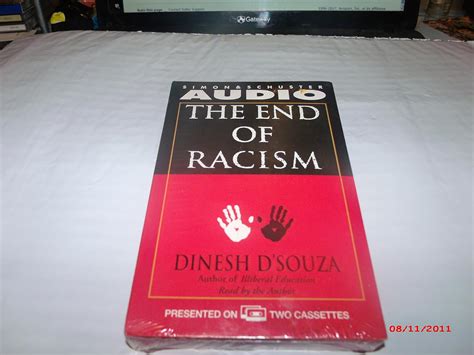 Gateway
SIMON & SCHUSTER
AUDIO
THE END
OF
RACISM
DINESH D'SOUZA
Author of Illiberal Education
Read by the Author
PRESENTED ON TWO CASSETTES
08/11/2011